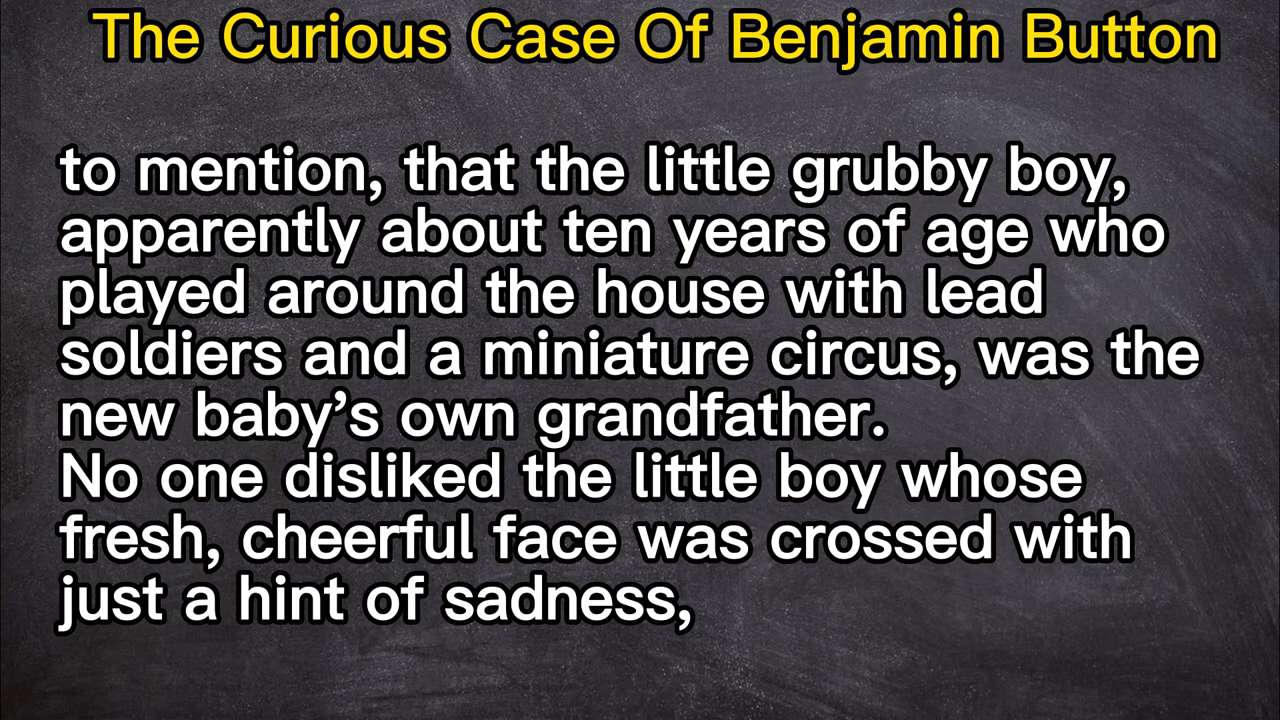 The Curious Case Of Benjamin Button
to mention, that the little grubby boy,
apparently about ten years of age who
played around the house with lead
soldiers and a miniature circus, was the
new baby’s own grandfather.
No one disliked the little boy whose
fresh, cheerful face was crossed with
just a hint of sadness,